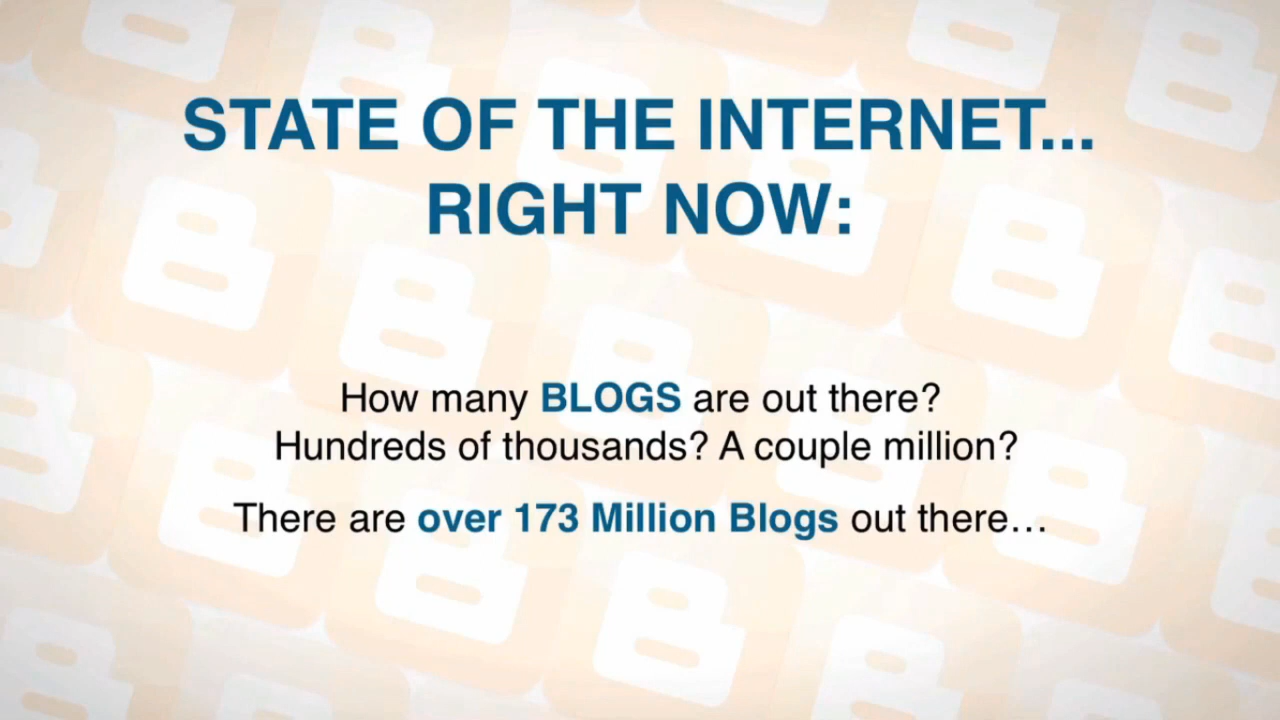 STATE OF THE INTERNET...
RIGHT NOW:
How many BLOGS are out there?
Hundreds of thousands? A couple million?
There are over 173 Million Blogs out there…